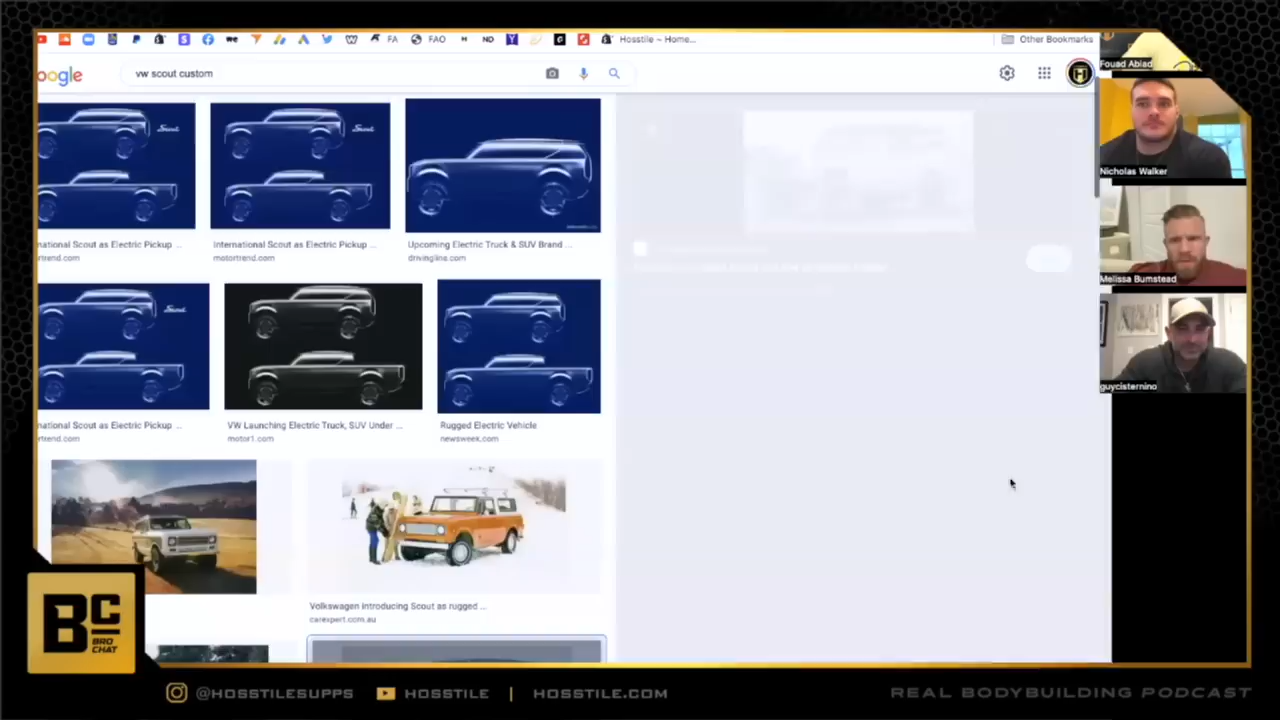 FA
FAO
ND
Hosstile ~ Home...
Other Bookmarks
oogle
vw scout custom
Scout
Scout
national Scout as Electric Pickup ...
International Scout as Electric Pickup ...
Upcoming Electric Truck & SUV Brand ...
rtrend.com
motortrend.com
drivingline.com
Scout
national Scout as Electric Pickup ...
VW Launching Electric Truck, SUV Under ...
Rugged Electric Vehicle
rtrend.com
motor1.com
newsweek.com
Volkswagen introducing Scout as rugged ...
carexpert.com.au
Fouad Abiad
Nicholas Walker
Melissa Bumstead
guycisternino
BC
BRO
CHAT
@HOSSTILESUPPS
HOSSTILE | HOSSTILE.COM
REAL BODYBUILDING PODCAST